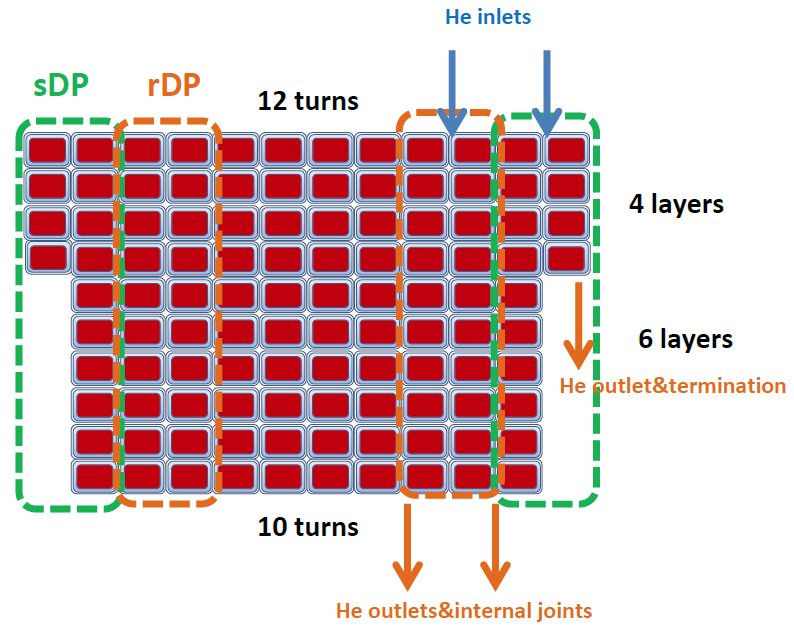 He inlets
sDP
rDP
12 turns
4 layers
6 layers
He outlet&termination
10 turns
He outlets&internal joints